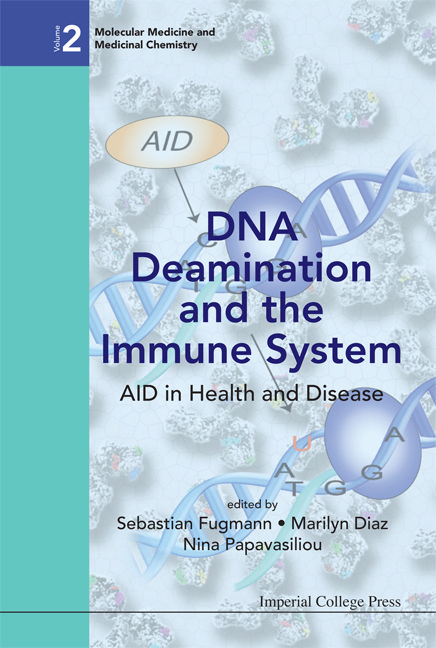 Volume 2
Molecular Medicine and
Medicinal Chemistry
AID
DNA
Deamination
and the
Immune System
AID in Health and Disease
C A
A T G G
U A
A T G G
edited by
Sebastian Fugmann • Marilyn Diaz
Nina Papavasiliou
Imperial College Press